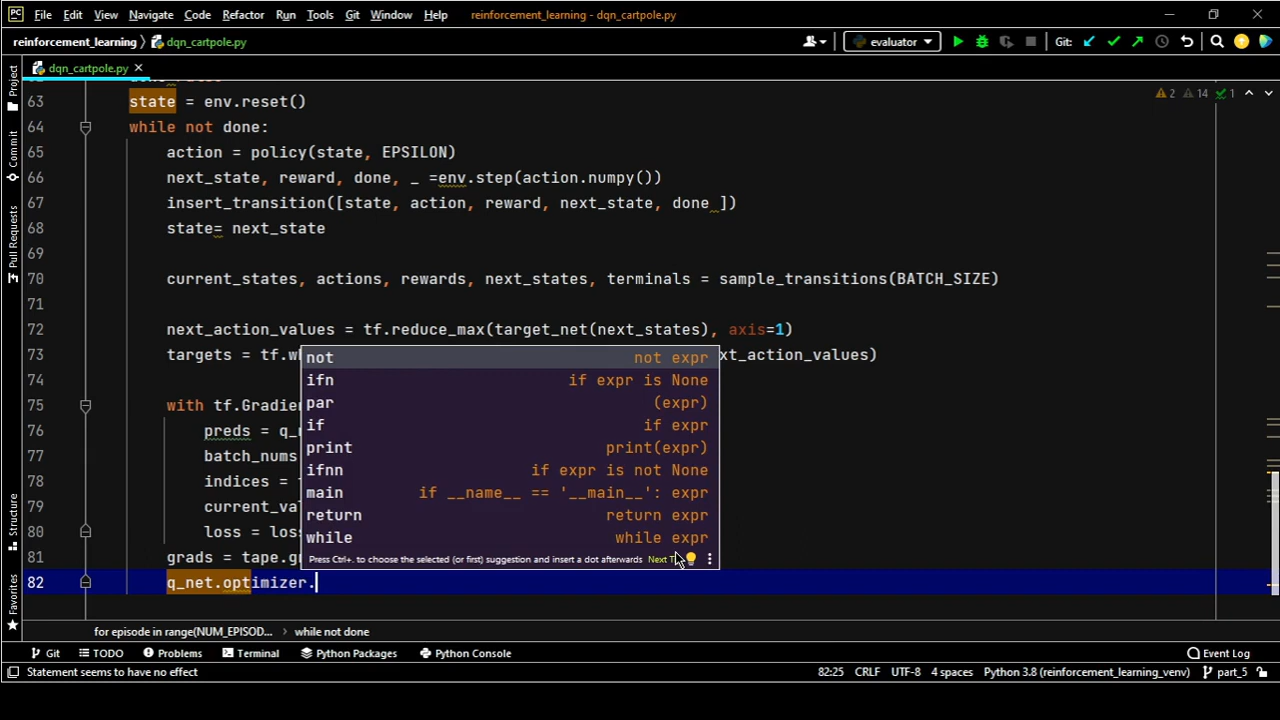 PC File Edit View Navigate Code Refactor Run Tools Git Window Help reinforcement_learning - dqn_cartpole.py
reinforcement_learning dqn_cartpole.py evaluator Git:
dqn_cartpole.py
2 14 1
63 state = env.reset()
64 while not done:
65 action = policy(state, EPSILON)
66 next_state, reward, done, _ =env.step(action.numpy())
67 insert_transition([state, action, reward, next_state, done ])
68 state= next_state
69
70 current_states, actions, rewards, next_states, terminals = sample_transitions(BATCH_SIZE)
71
72 next_action_values = tf.reduce_max(target_net(next_states), axis=1)
73 targets = tf.wh xt_action_values)
74
75 with tf.Gradien
76 preds = q_n
77 batch_nums
78 indices = t
79 current_va
80 loss = los
81 grads = tape.gr
82 q_net.optimizer.
not not expr
ifn if expr is None
par (expr)
if if expr
print print(expr)
ifnn if expr is not None
main if __name__ == '__main__': expr
return return expr
while while expr
Press Ctrl+. to choose the selected (or first) suggestion and insert a dot afterwards Next
Project
Commit
Pull Requests
Structure
Favorites
for episode in range(NUM_EPISOD... while not done
Git TODO Problems Terminal Python Packages Python Console Event Log
Statement seems to have no effect 82:25 CRLF UTF-8 4 spaces Python 3.8 (reinforcement_learning_venv) part_5